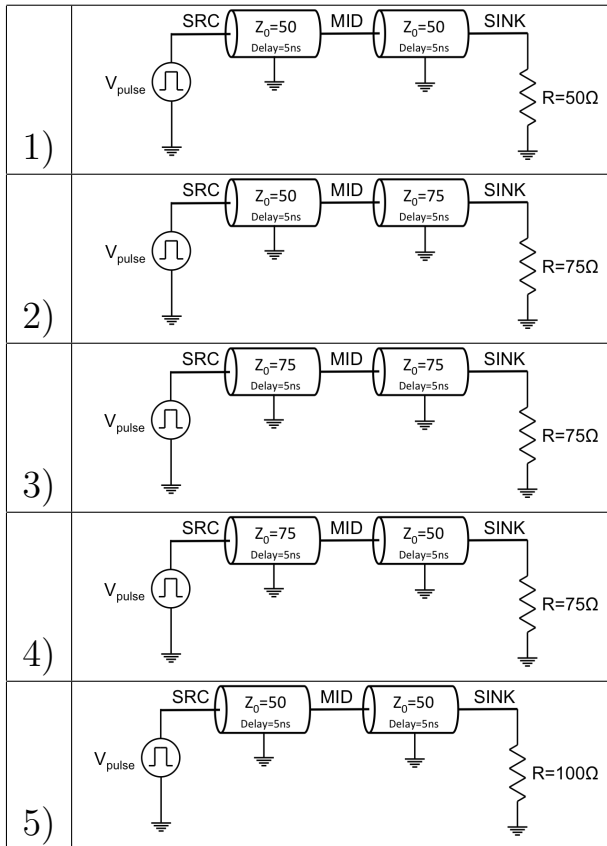 SRC Z₀=50 MID Z₀=50 SINK
Delay=5ns Delay=5ns
Vpulse
R=50Ω
1)
SRC Z₀=50 MID Z₀=75 SINK
Delay=5ns Delay=5ns
Vpulse
R=75Ω
2)
SRC Z₀=75 MID Z₀=75 SINK
Delay=5ns Delay=5ns
Vpulse
R=75Ω
3)
SRC Z₀=75 MID Z₀=50 SINK
Delay=5ns Delay=5ns
Vpulse
R=75Ω
4)
SRC Z₀=50 MID Z₀=50 SINK
Delay=5ns Delay=5ns
Vpulse
R=100Ω
5)